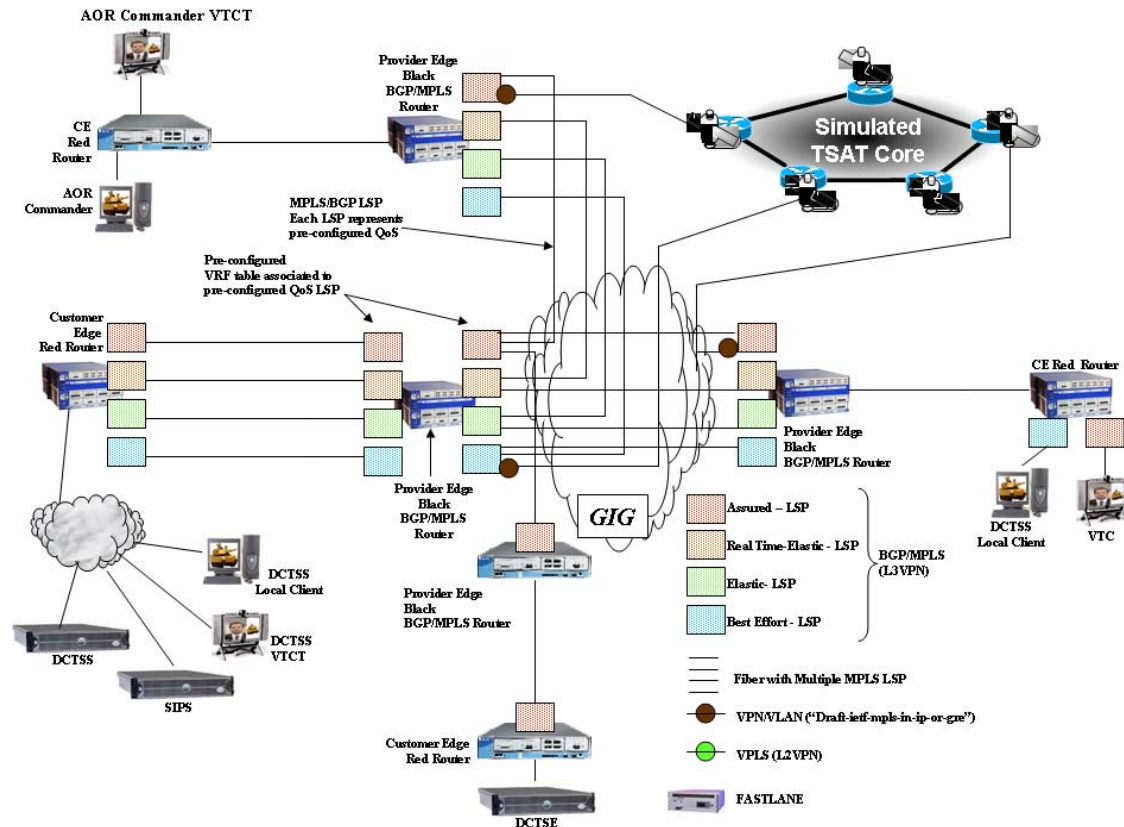 AOR Commander VTCT
CE
Red
Router
AOR
Commander
Provider Edge
Black
BGP/MPLS
Router
Simulated
TSAT Core
MPLS/BGP LSP
Each LSP represents
pre-configured QoS
Pre-configured
VRF table associated to
pre-configured QoS LSP
Customer
Edge
Red Router
Provider Edge
Black
BGP/MPLS
Router
GIG
CE Red Router
Provider Edge
Black
BGP/MPLS Router
DCTSS
Local Client
VTC
DCTSS
Local Client
DCTSS
VTCT
DCTSS
SIPS
Provider Edge
Black
BGP/MPLS Router
Customer Edge
Red Router
DCTSE
Assured – LSP
Real Time-Elastic - LSP
Elastic- LSP
Best Effort - LSP
BGP/MPLS
(L3VPN)
Fiber with Multiple MPLS LSP
VPN/VLAN (“Draft-ietf-mpls-in-ip-or-gre”)
VPLS (L2VPN)
FASTLANE